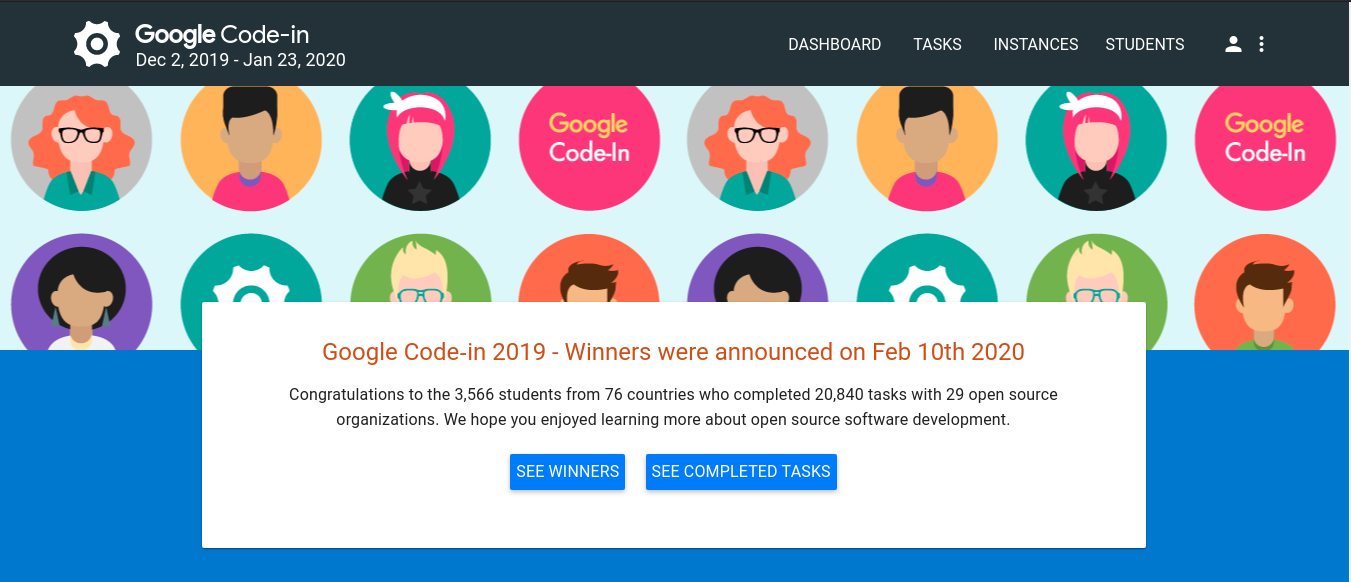 Google Code-in
Dec 2, 2019 - Jan 23, 2020
DASHBOARD TASKS INSTANCES STUDENTS
Google
Code-In
Google
Code-In
Google Code-in 2019 - Winners were announced on Feb 10th 2020
Congratulations to the 3,566 students from 76 countries who completed 20,840 tasks with 29 open source
organizations. We hope you enjoyed learning more about open source software development.
SEE WINNERS SEE COMPLETED TASKS